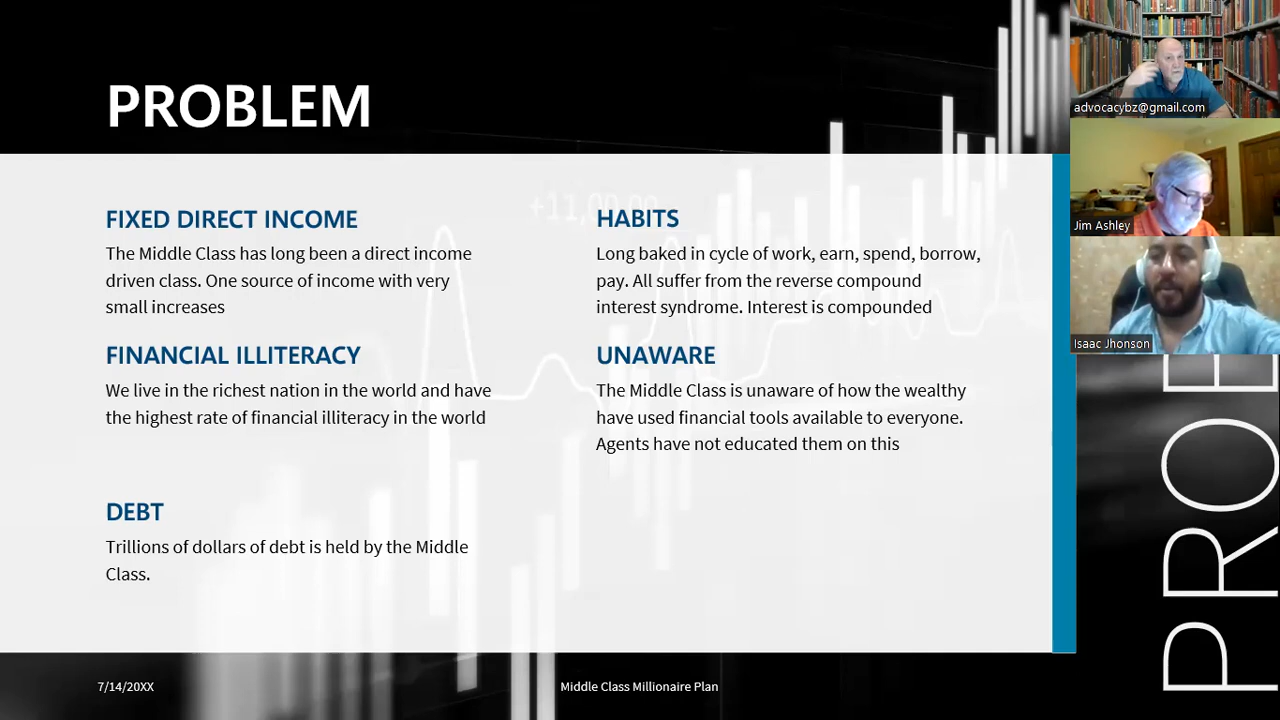 PROBLEM
FIXED DIRECT INCOME
The Middle Class has long been a direct income
driven class. One source of income with very
small increases
HABITS
Long baked in cycle of work, earn, spend, borrow,
pay. All suffer from the reverse compound
interest syndrome. Interest is compounded
FINANCIAL ILLITERACY
We live in the richest nation in the world and have
the highest rate of financial illiteracy in the world
UNAWARE
The Middle Class is unaware of how the wealthy
have used financial tools available to everyone.
Agents have not educated them on this
DEBT
Trillions of dollars of debt is held by the Middle
Class.
7/14/20XX
Middle Class Millionaire Plan
advocacybz@gmail.com
Jim Ashley
Isaac Jhonson
PROE